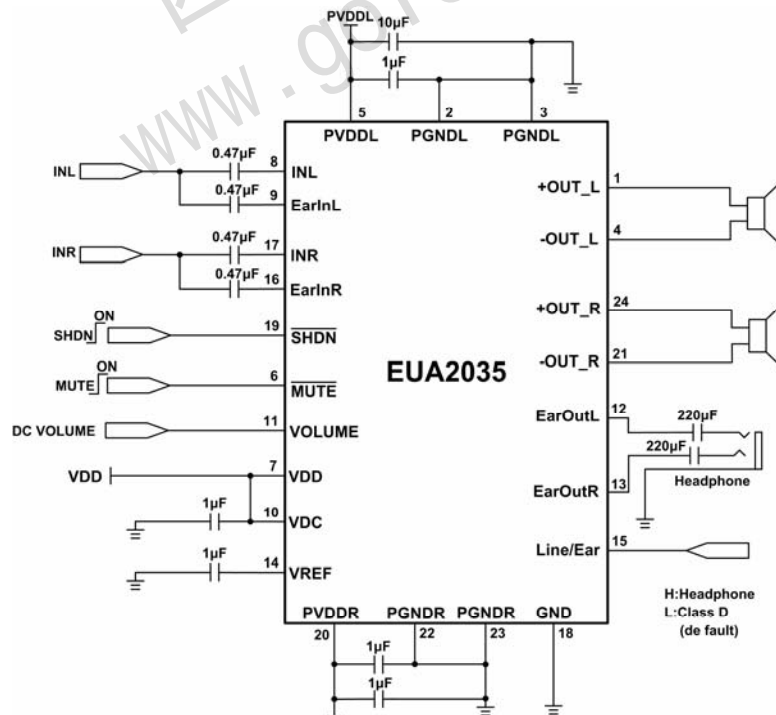 www.gofo
PVDDL
10µF
1µF
5
2
3
PVDDL
PGNDL
PGNDL
INL
0.47µF
8
INL
0.47µF
9
EarInL
INR
0.47µF
17
INR
0.47µF
16
EarInR
ON
SHDN
19
SHDN
ON
MUTE
6
MUTE
DC VOLUME
11
VOLUME
VDD
7
VDD
1µF
10
VDC
1µF
14
VREF
EUA2035
+OUT_L
1
-OUT_L
4
+OUT_R
24
-OUT_R
21
EarOutL
12
220µF
220µF
EarOutR
13
Headphone
Line/Ear
15
H:Headphone
L:Class D
(de fault)
PVDDR
PGNDR
PGNDR
GND
20
22
23
18
1µF
1µF